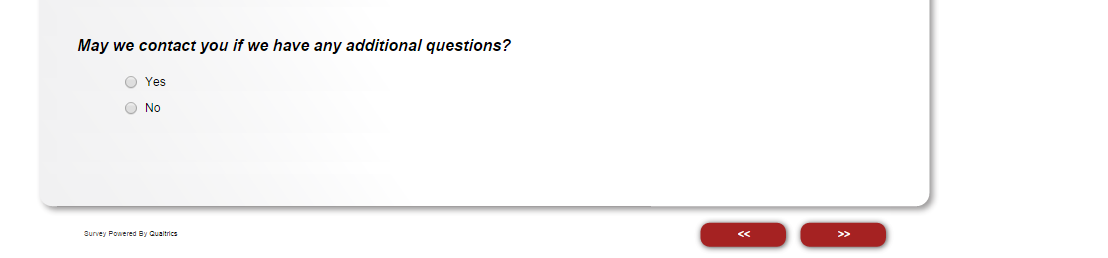 May we contact you if we have any additional questions?
Yes
No
Survey Powered By Qualtrics
<<
>>